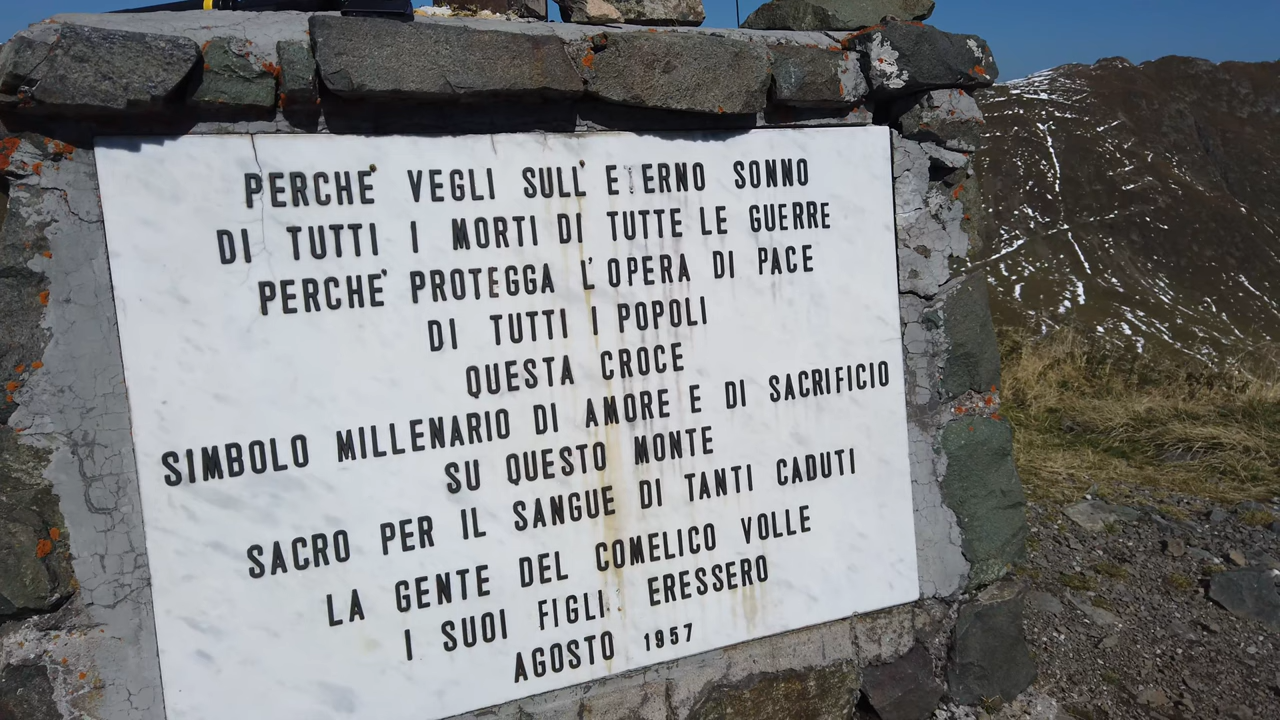 PERCHE' VEGLI SULL' ETERNO SONNO
DI TUTTI I MORTI DI TUTTE LE GUERRE
PERCHE' PROTEGGA L'OPERA DI PACE
DI TUTTI I POPOLI
QUESTA CROCE
SIMBOLO MILLENARIO DI AMORE E DI SACRIFICIO
SU QUESTO MONTE
SACRO PER IL SANGUE DI TANTI CADUTI
LA GENTE DEL COMELICO VOLLE
I SUOI FIGLI ERESSERO
AGOSTO 1957